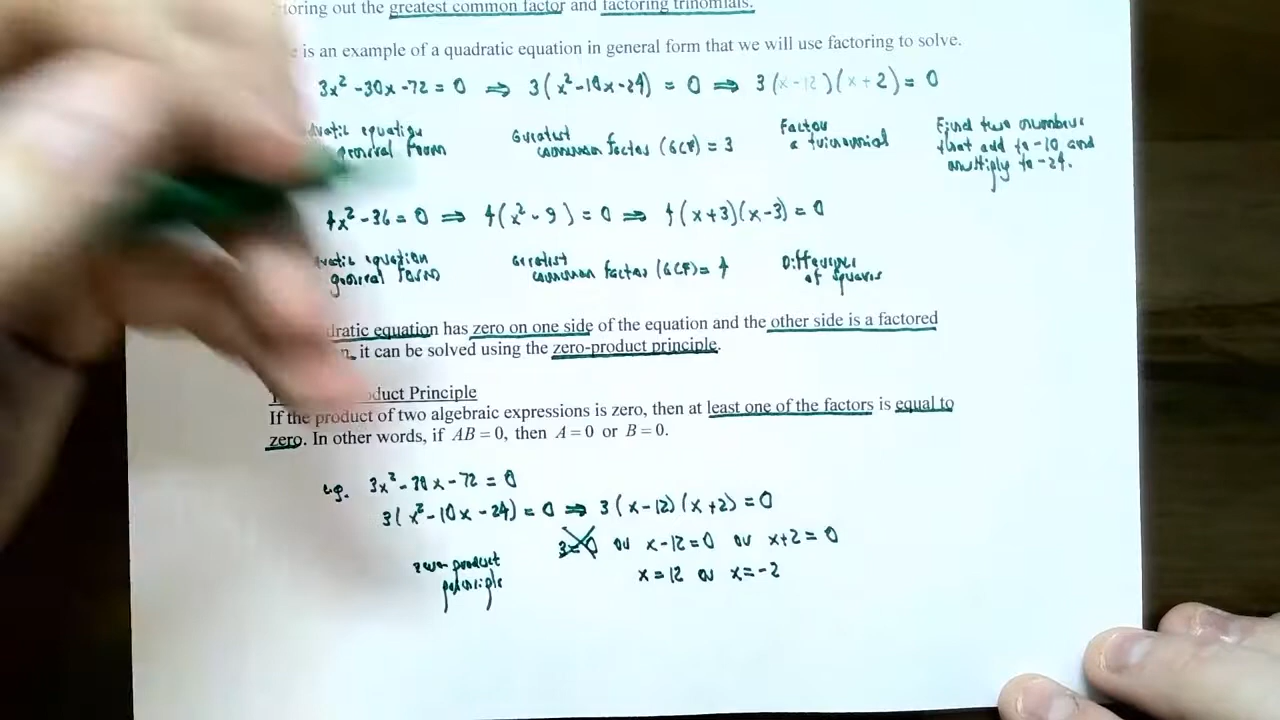 oring out the greatest common factor and factoring trinomials.
is an example of a quadratic equation in general form that we will use factoring to solve.
3x² -30x -72 = 0 ⇒ 3(x²-10x-24) = 0 ⇒ 3(x-12)(x+2) = 0
equation general form
Greatest common factor (GCF) = 3
Factor a trinomial
Find two numbers that add to -10 and multiply to -24.
4x² -36 = 0 ⇒ 4(x² - 9) = 0 ⇒ 4(x+3)(x-3) = 0
equation general form
Greatest common factor (GCF) = 4
Difference of squares
dratic equation has zero on one side of the equation and the other side is a factored
it can be solved using the zero-product principle.
duct Principle
If the product of two algebraic expressions is zero, then at least one of the factors is equal to
zero. In other words, if AB = 0, then A = 0 or B = 0.
e.g. 3x² - 30x - 72 = 0
3(x² -10x - 24) = 0 ⇒ 3(x-12)(x+2) = 0
3=0 or x-12=0 or x+2 = 0
zero-product principle
x = 12 or x = -2